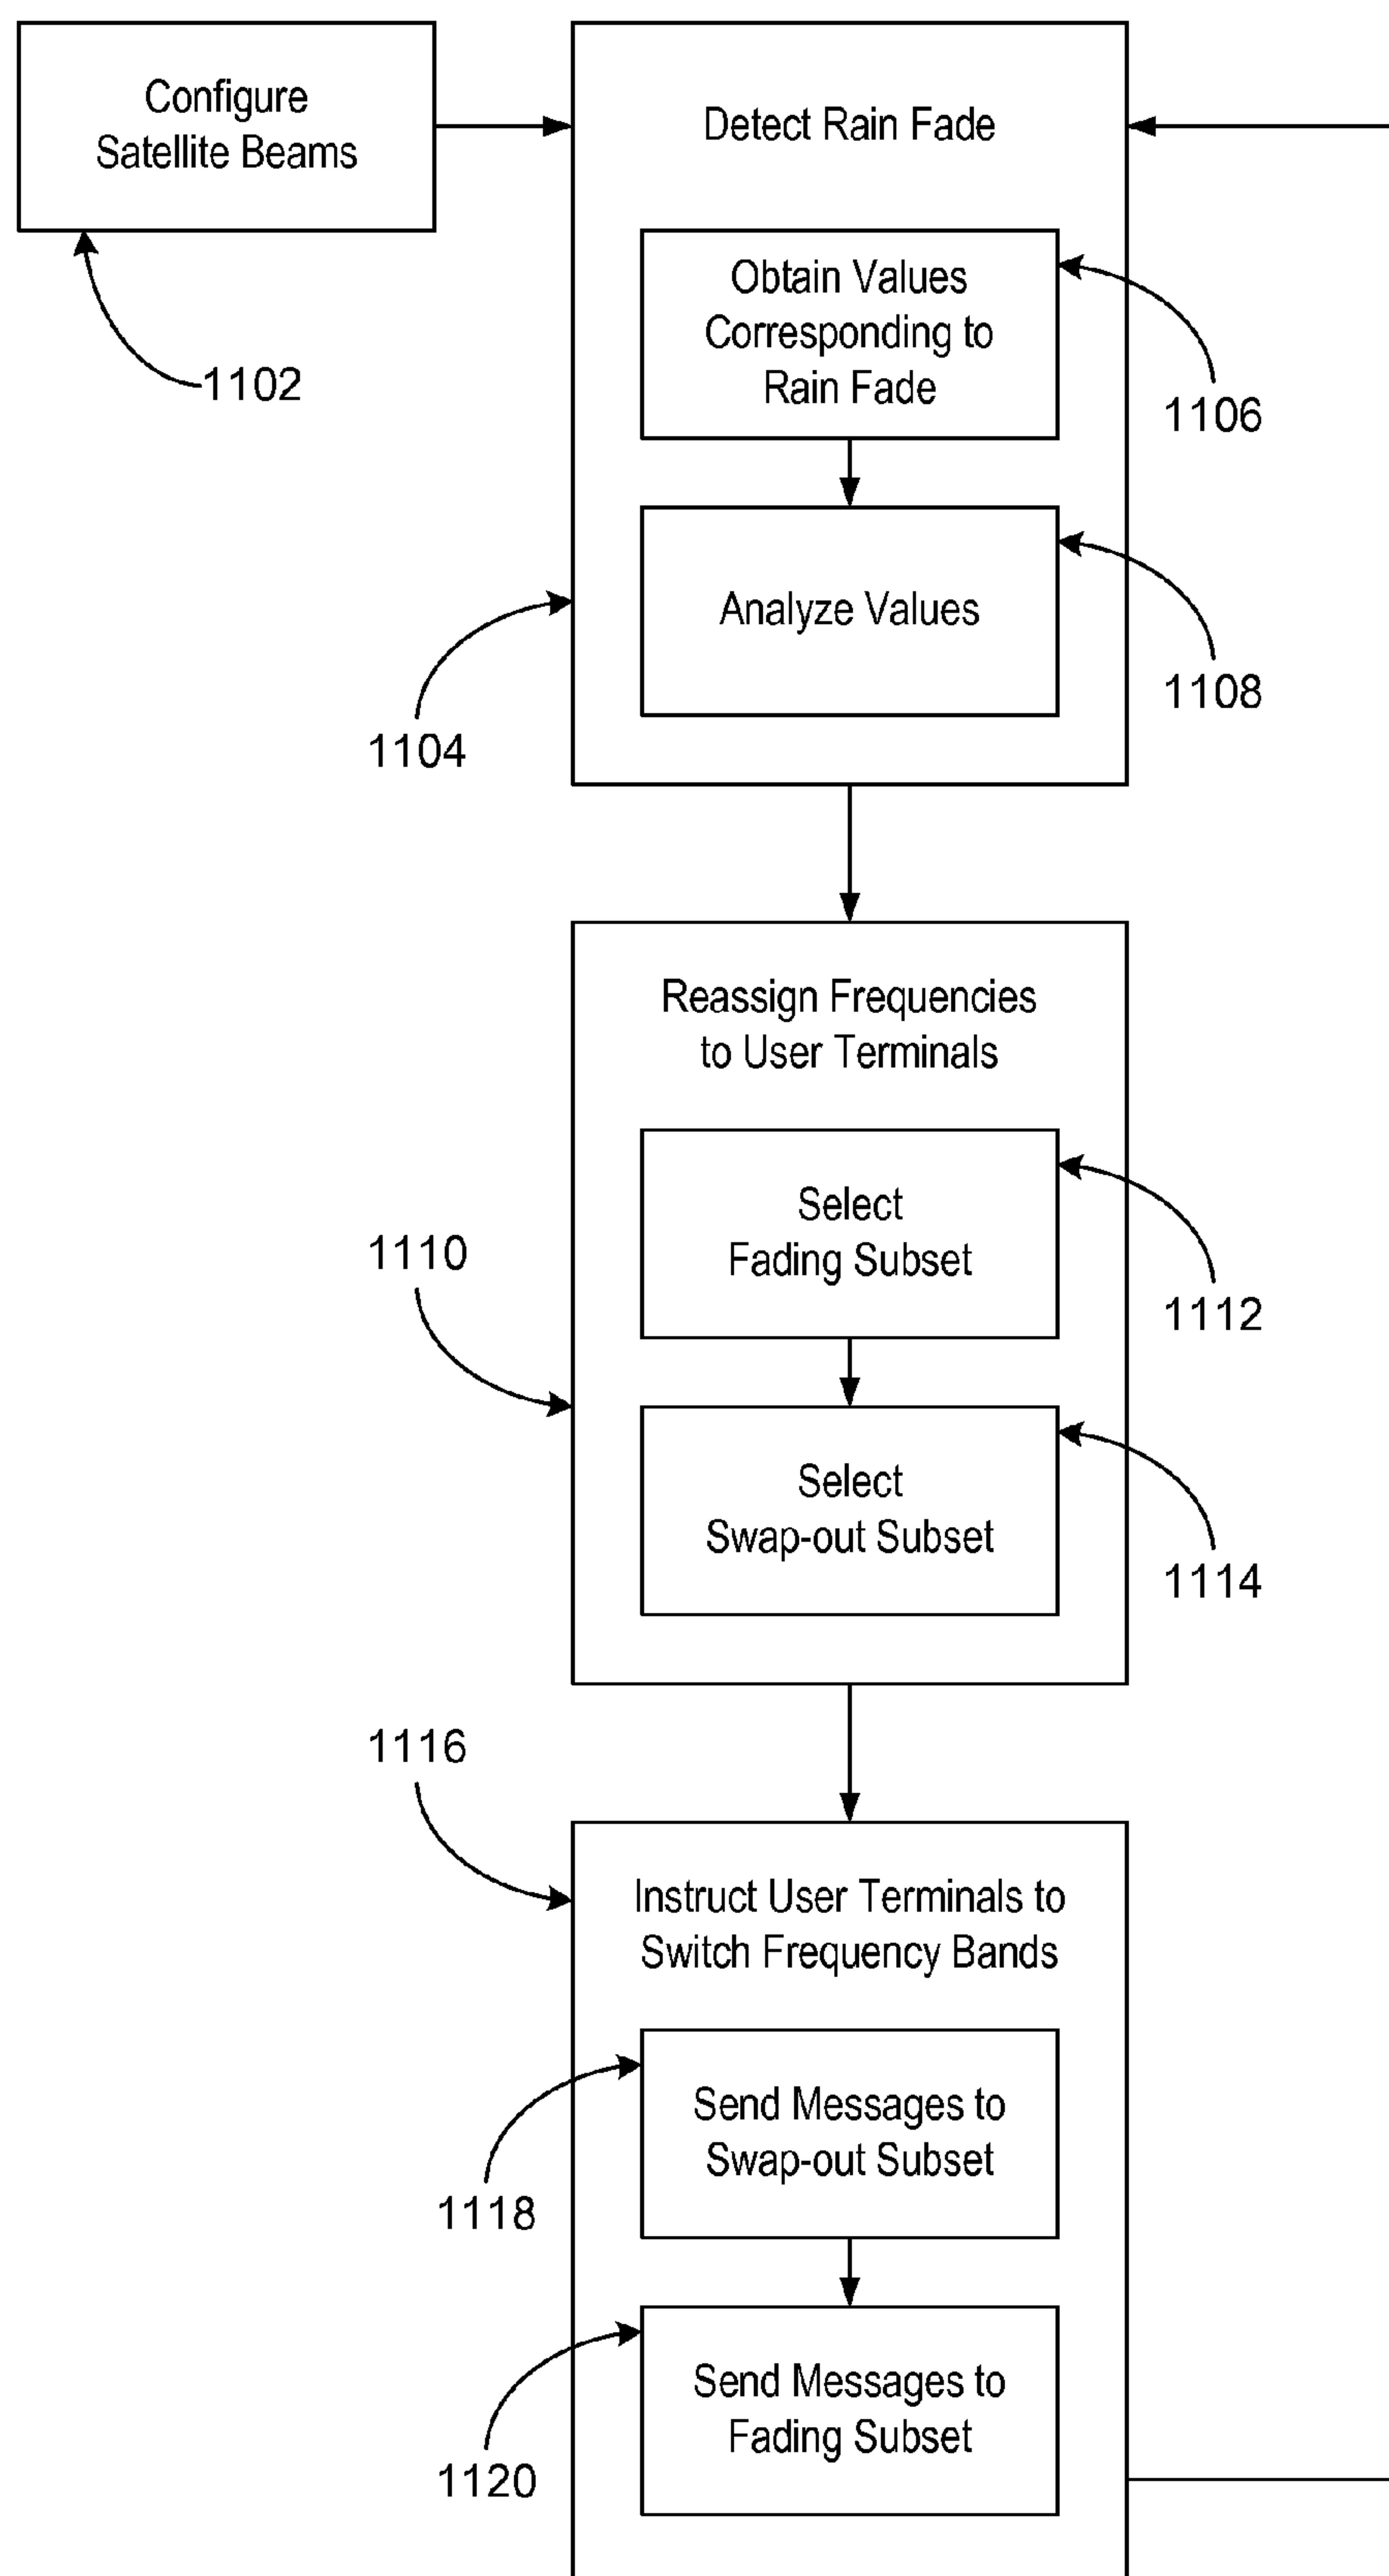 Configure
Satellite Beams
1102
Detect Rain Fade
Obtain Values
Corresponding to
Rain Fade
1106
Analyze Values
1108
1104
Reassign Frequencies
to User Terminals
Select
Fading Subset
1112
1110
Select
Swap-out Subset
1114
1116
Instruct User Terminals to
Switch Frequency Bands
Send Messages to
Swap-out Subset
1118
Send Messages to
Fading Subset
1120